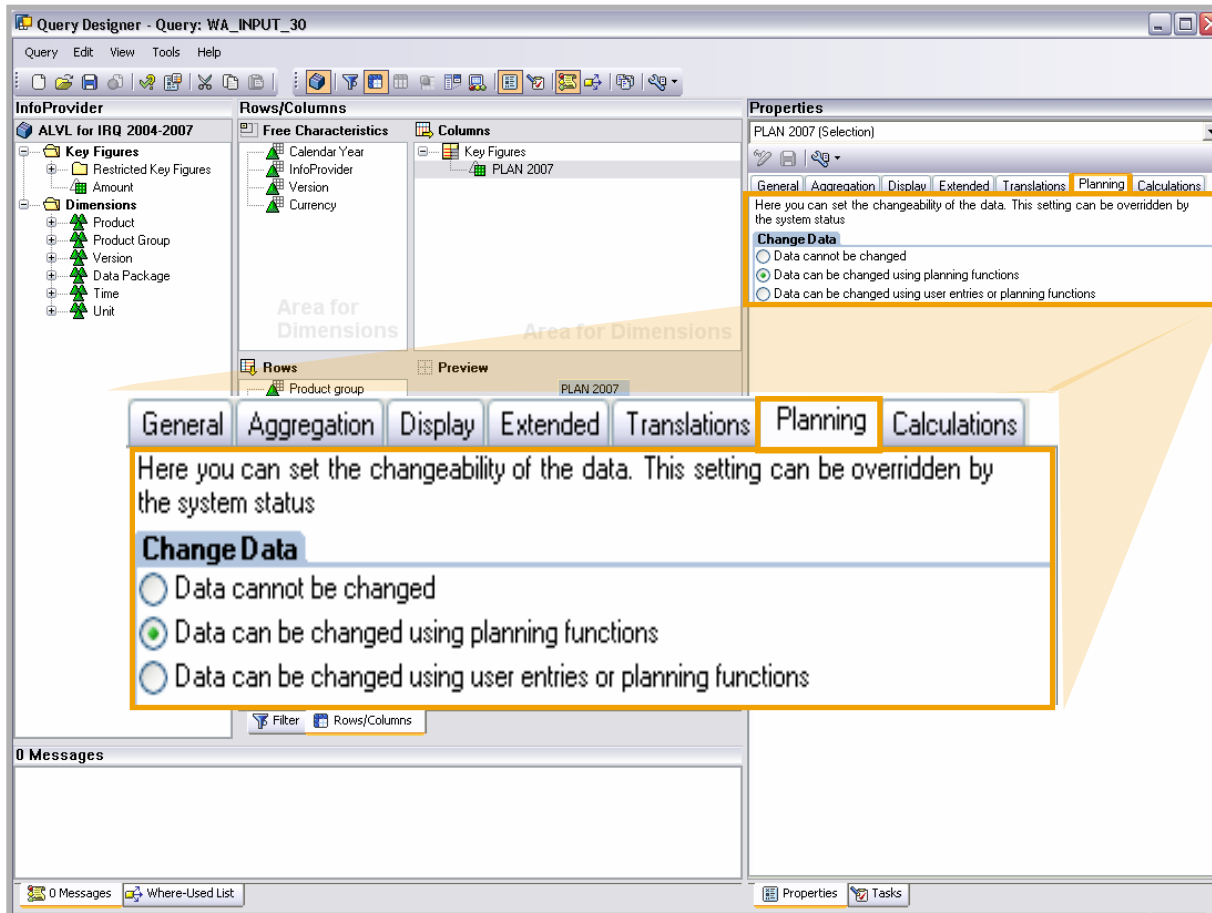 Query Designer - Query: WA_INPUT_30
Query Edit View Tools Help
InfoProvider
ALVL for IRQ 2004-2007
Key Figures
Restricted Key Figures
Amount
Dimensions
Product
Product Group
Version
Data Package
Time
Unit
Rows/Columns
Free Characteristics
Calendar Year
InfoProvider
Version
Currency
Area for
Dimensions
Columns
Key Figures
PLAN 2007
Area for Dimensions
Rows
Product group
Preview
PLAN 2007
Properties
PLAN 2007 (Selection)
General Aggregation Display Extended Translations Planning Calculations
Here you can set the changeability of the data. This setting can be overridden by
the system status
Change Data
Data cannot be changed
Data can be changed using planning functions
Data can be changed using user entries or planning functions
General Aggregation Display Extended Translations Planning Calculations
Here you can set the changeability of the data. This setting can be overridden by
the system status
Change Data
Data cannot be changed
Data can be changed using planning functions
Data can be changed using user entries or planning functions
Filter Rows/Columns
0 Messages
0 Messages Where-Used List
Properties Tasks